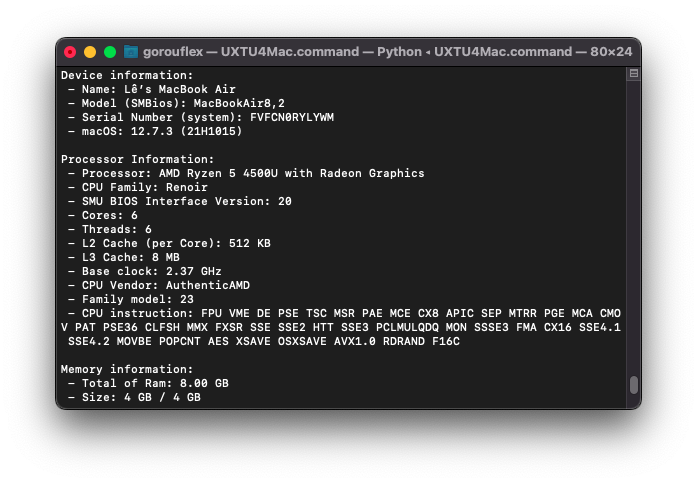 gorouflex — UXTU4Mac.command — Python ◂ UXTU4Mac.command — 80×24
Device information:
- Name: Lê’s MacBook Air
- Model (SMBios): MacBookAir8,2
- Serial Number (system): FVFCN0RYLYWM
- macOS: 12.7.3 (21H1015)
Processor Information:
- Processor: AMD Ryzen 5 4500U with Radeon Graphics
- CPU Family: Renoir
- SMU BIOS Interface Version: 20
- Cores: 6
- Threads: 6
- L2 Cache (per Core): 512 KB
- L3 Cache: 8 MB
- Base clock: 2.37 GHz
- CPU Vendor: AuthenticAMD
- Family model: 23
- CPU instruction: FPU VME DE PSE TSC MSR PAE MCE CX8 APIC SEP MTRR PGE MCA CMO
V PAT PSE36 CLFSH MMX FXSR SSE SSE2 HTT SSE3 PCLMULQDQ MON SSSE3 FMA CX16 SSE4.1
SSE4.2 MOVBE POPCNT AES XSAVE OSXSAVE AVX1.0 RDRAND F16C
Memory information:
- Total of Ram: 8.00 GB
- Size: 4 GB / 4 GB